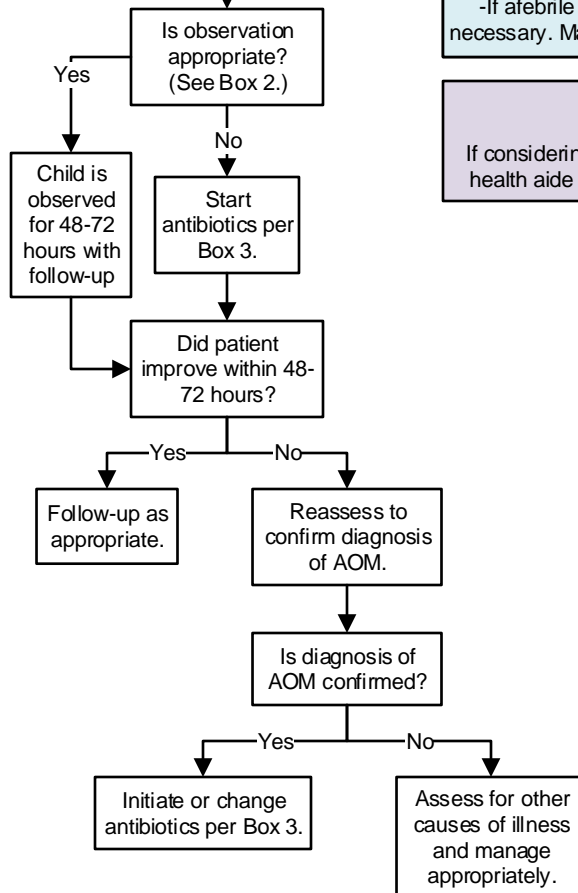 Is observation
appropriate?
(See Box 2.)
-If afebrile
necessary. Ma
Yes
No
If considerin
health aide
Child is
observed
for 48-72
hours with
follow-up
Start
antibiotics per
Box 3.
Did patient
improve within 48-
72 hours?
Yes
No
Follow-up as
appropriate.
Reassess to
confirm diagnosis
of AOM.
Is diagnosis of
AOM confirmed?
Yes
No
Initiate or change
antibiotics per Box 3.
Assess for other
causes of illness
and manage
appropriately.